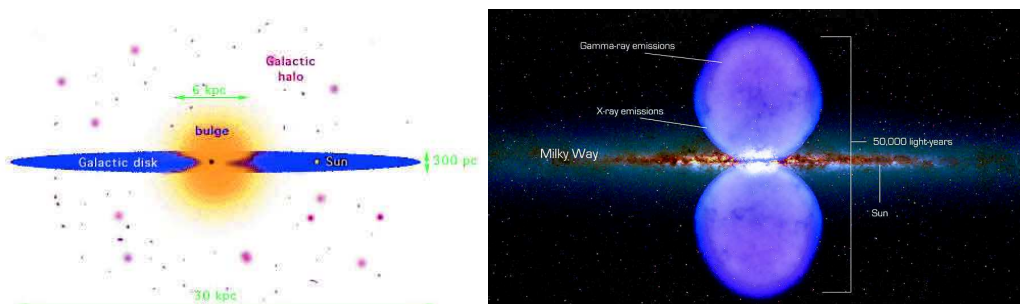 Galactic
halo
6 kpc
bulge
Galactic disk
Sun
300 pc
30 kpc
Gamma-ray emissions
X-ray emissions
Milky Way
50,000 light-years
Sun